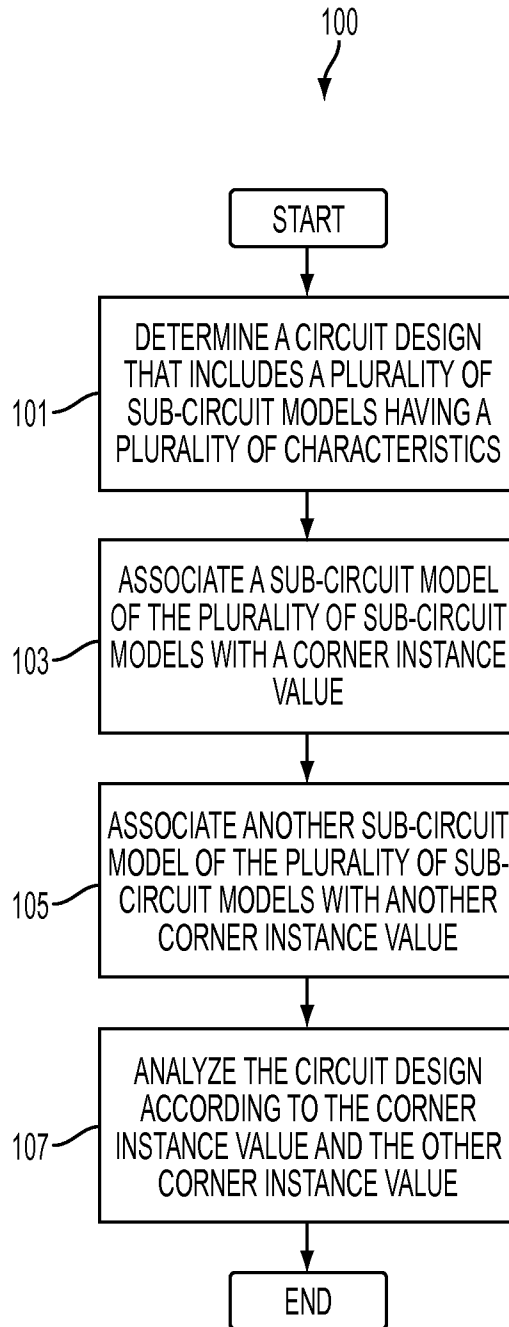 100
START
DETERMINE A CIRCUIT DESIGN
THAT INCLUDES A PLURALITY OF
SUB-CIRCUIT MODELS HAVING A
PLURALITY OF CHARACTERISTICS
101
ASSOCIATE A SUB-CIRCUIT MODEL
OF THE PLURALITY OF SUB-CIRCUIT
MODELS WITH A CORNER INSTANCE
VALUE
103
ASSOCIATE ANOTHER SUB-CIRCUIT
MODEL OF THE PLURALITY OF SUB-
CIRCUIT MODELS WITH ANOTHER
CORNER INSTANCE VALUE
105
ANALYZE THE CIRCUIT DESIGN
ACCORDING TO THE CORNER
INSTANCE VALUE AND THE OTHER
CORNER INSTANCE VALUE
107
END